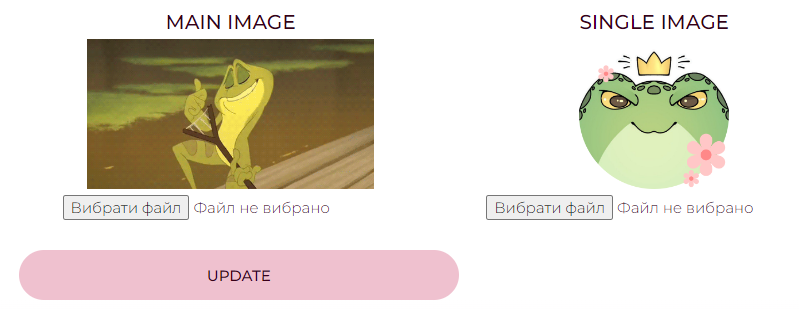 MAIN IMAGE
SINGLE IMAGE
Вибрати файл Файл не вибрано
Вибрати файл Файл не вибрано
UPDATE